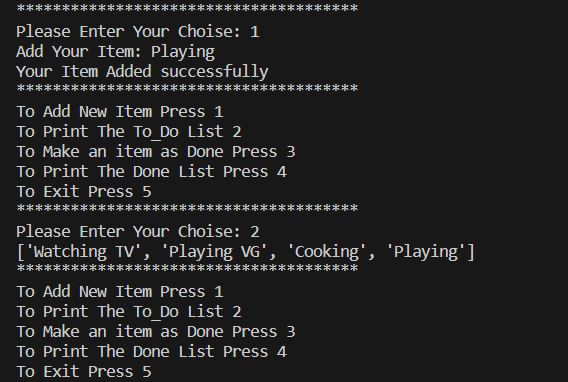 **************************************
Please Enter Your Choise: 1
Add Your Item: Playing
Your Item Added successfully
**************************************
To Add New Item Press 1
To Print The To_Do List 2
To Make an item as Done Press 3
To Print The Done List Press 4
To Exit Press 5
**************************************
Please Enter Your Choise: 2
['Watching TV', 'Playing VG', 'Cooking', 'Playing']
**************************************
To Add New Item Press 1
To Print The To_Do List 2
To Make an item as Done Press 3
To Print The Done List Press 4
To Exit Press 5